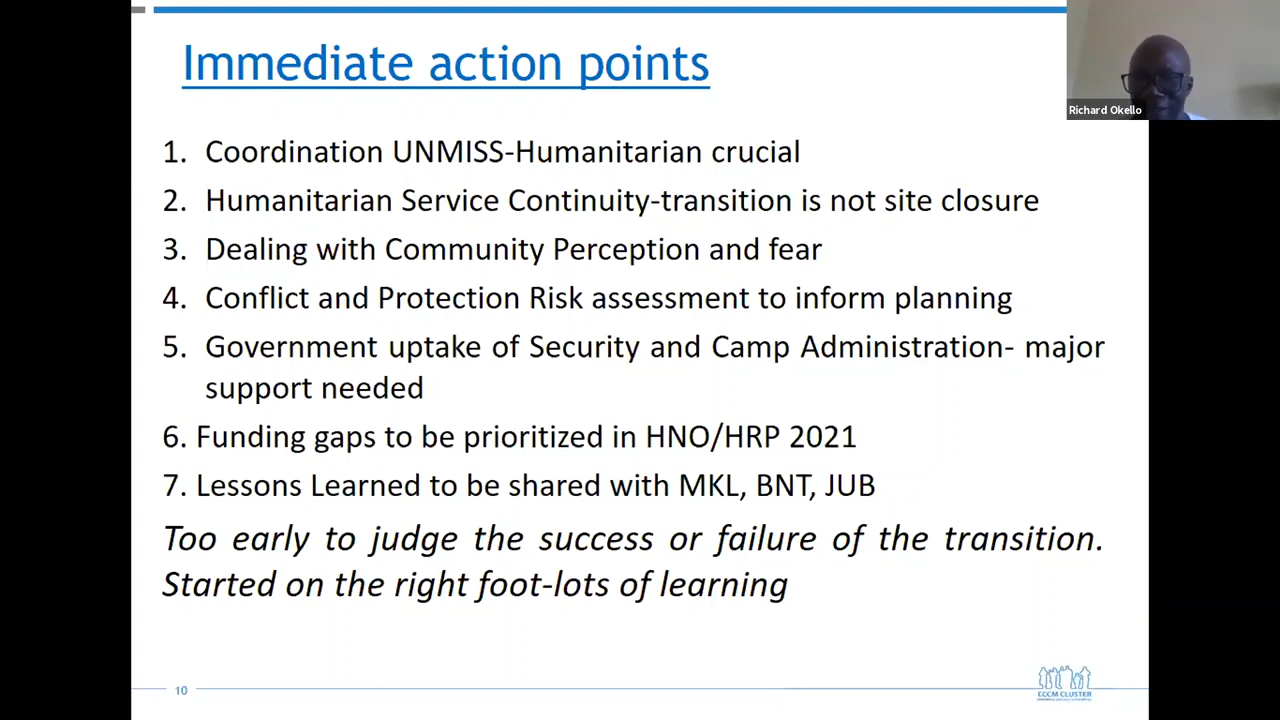 Immediate action points
Richard Okello
1. Coordination UNMISS-Humanitarian crucial
2. Humanitarian Service Continuity-transition is not site closure
3. Dealing with Community Perception and fear
4. Conflict and Protection Risk assessment to inform planning
5. Government uptake of Security and Camp Administration- major
support needed
6. Funding gaps to be prioritized in HNO/HRP 2021
7. Lessons Learned to be shared with MKL, BNT, JUB
Too early to judge the success or failure of the transition.
Started on the right foot-lots of learning
10
CCCM CLUSTER